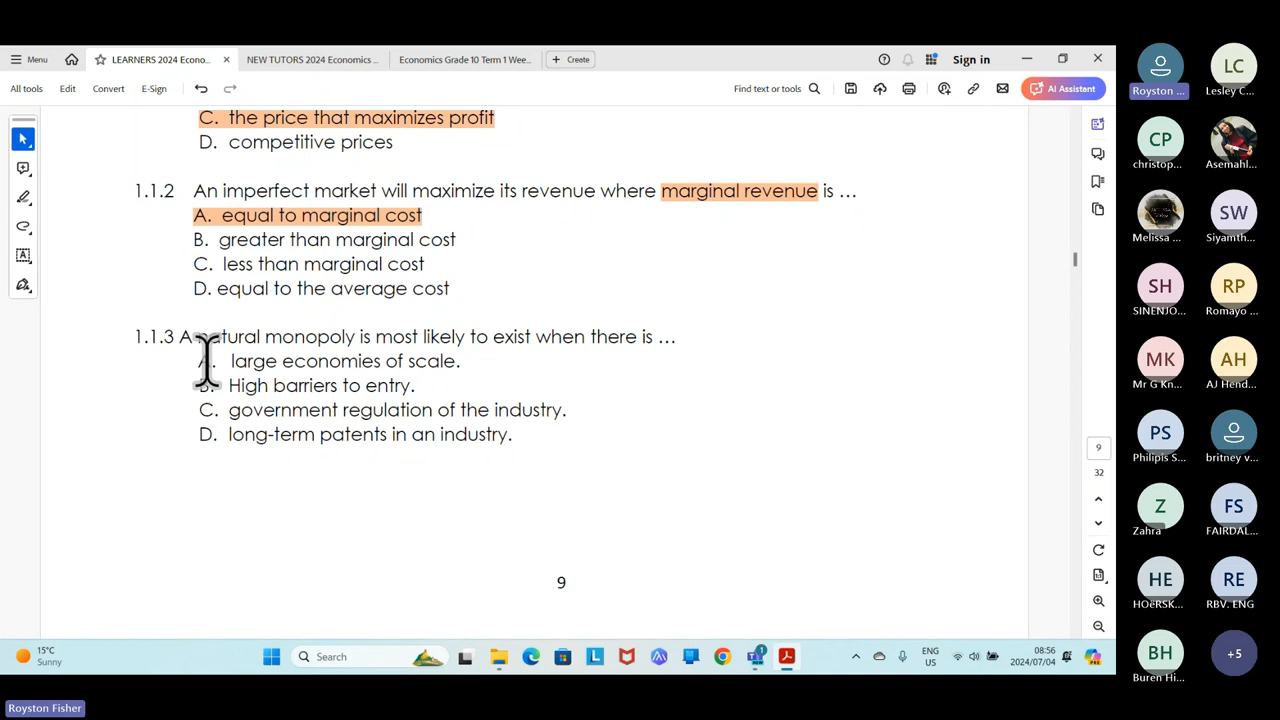 Menu
LEARNERS 2024 Econo...
NEW TUTORS 2024 Economics ...
Economics Grade 10 Term 1 Wee...
Create
Sign in
All tools
Edit
Convert
E-Sign
Find text or tools
AI Assistant
C. the price that maximizes profit
D. competitive prices
1.1.2 An imperfect market will maximize its revenue where marginal revenue is …
A. equal to marginal cost
B. greater than marginal cost
C. less than marginal cost
D. equal to the average cost
1.1.3 A natural monopoly is most likely to exist when there is …
A. large economies of scale.
B. High barriers to entry.
C. government regulation of the industry.
D. long-term patents in an industry.
9
9
32
15°C
Sunny
Search
ENG
US
08:56
2024/07/04
Royston Fisher
Royston ...
LC
Lesley C...
CP
christop...
Asemahl...
Melissa ...
SW
Siyamth...
SH
SINENJO...
RP
Romayo ...
MK
Mr G Kn...
AH
AJ Hend...
PS
Philipis S...
britney v...
Z
Zahra
FS
FAIRDAL...
HE
HOërSK...
RE
RBV. ENG
BH
Buren Hi...
+5